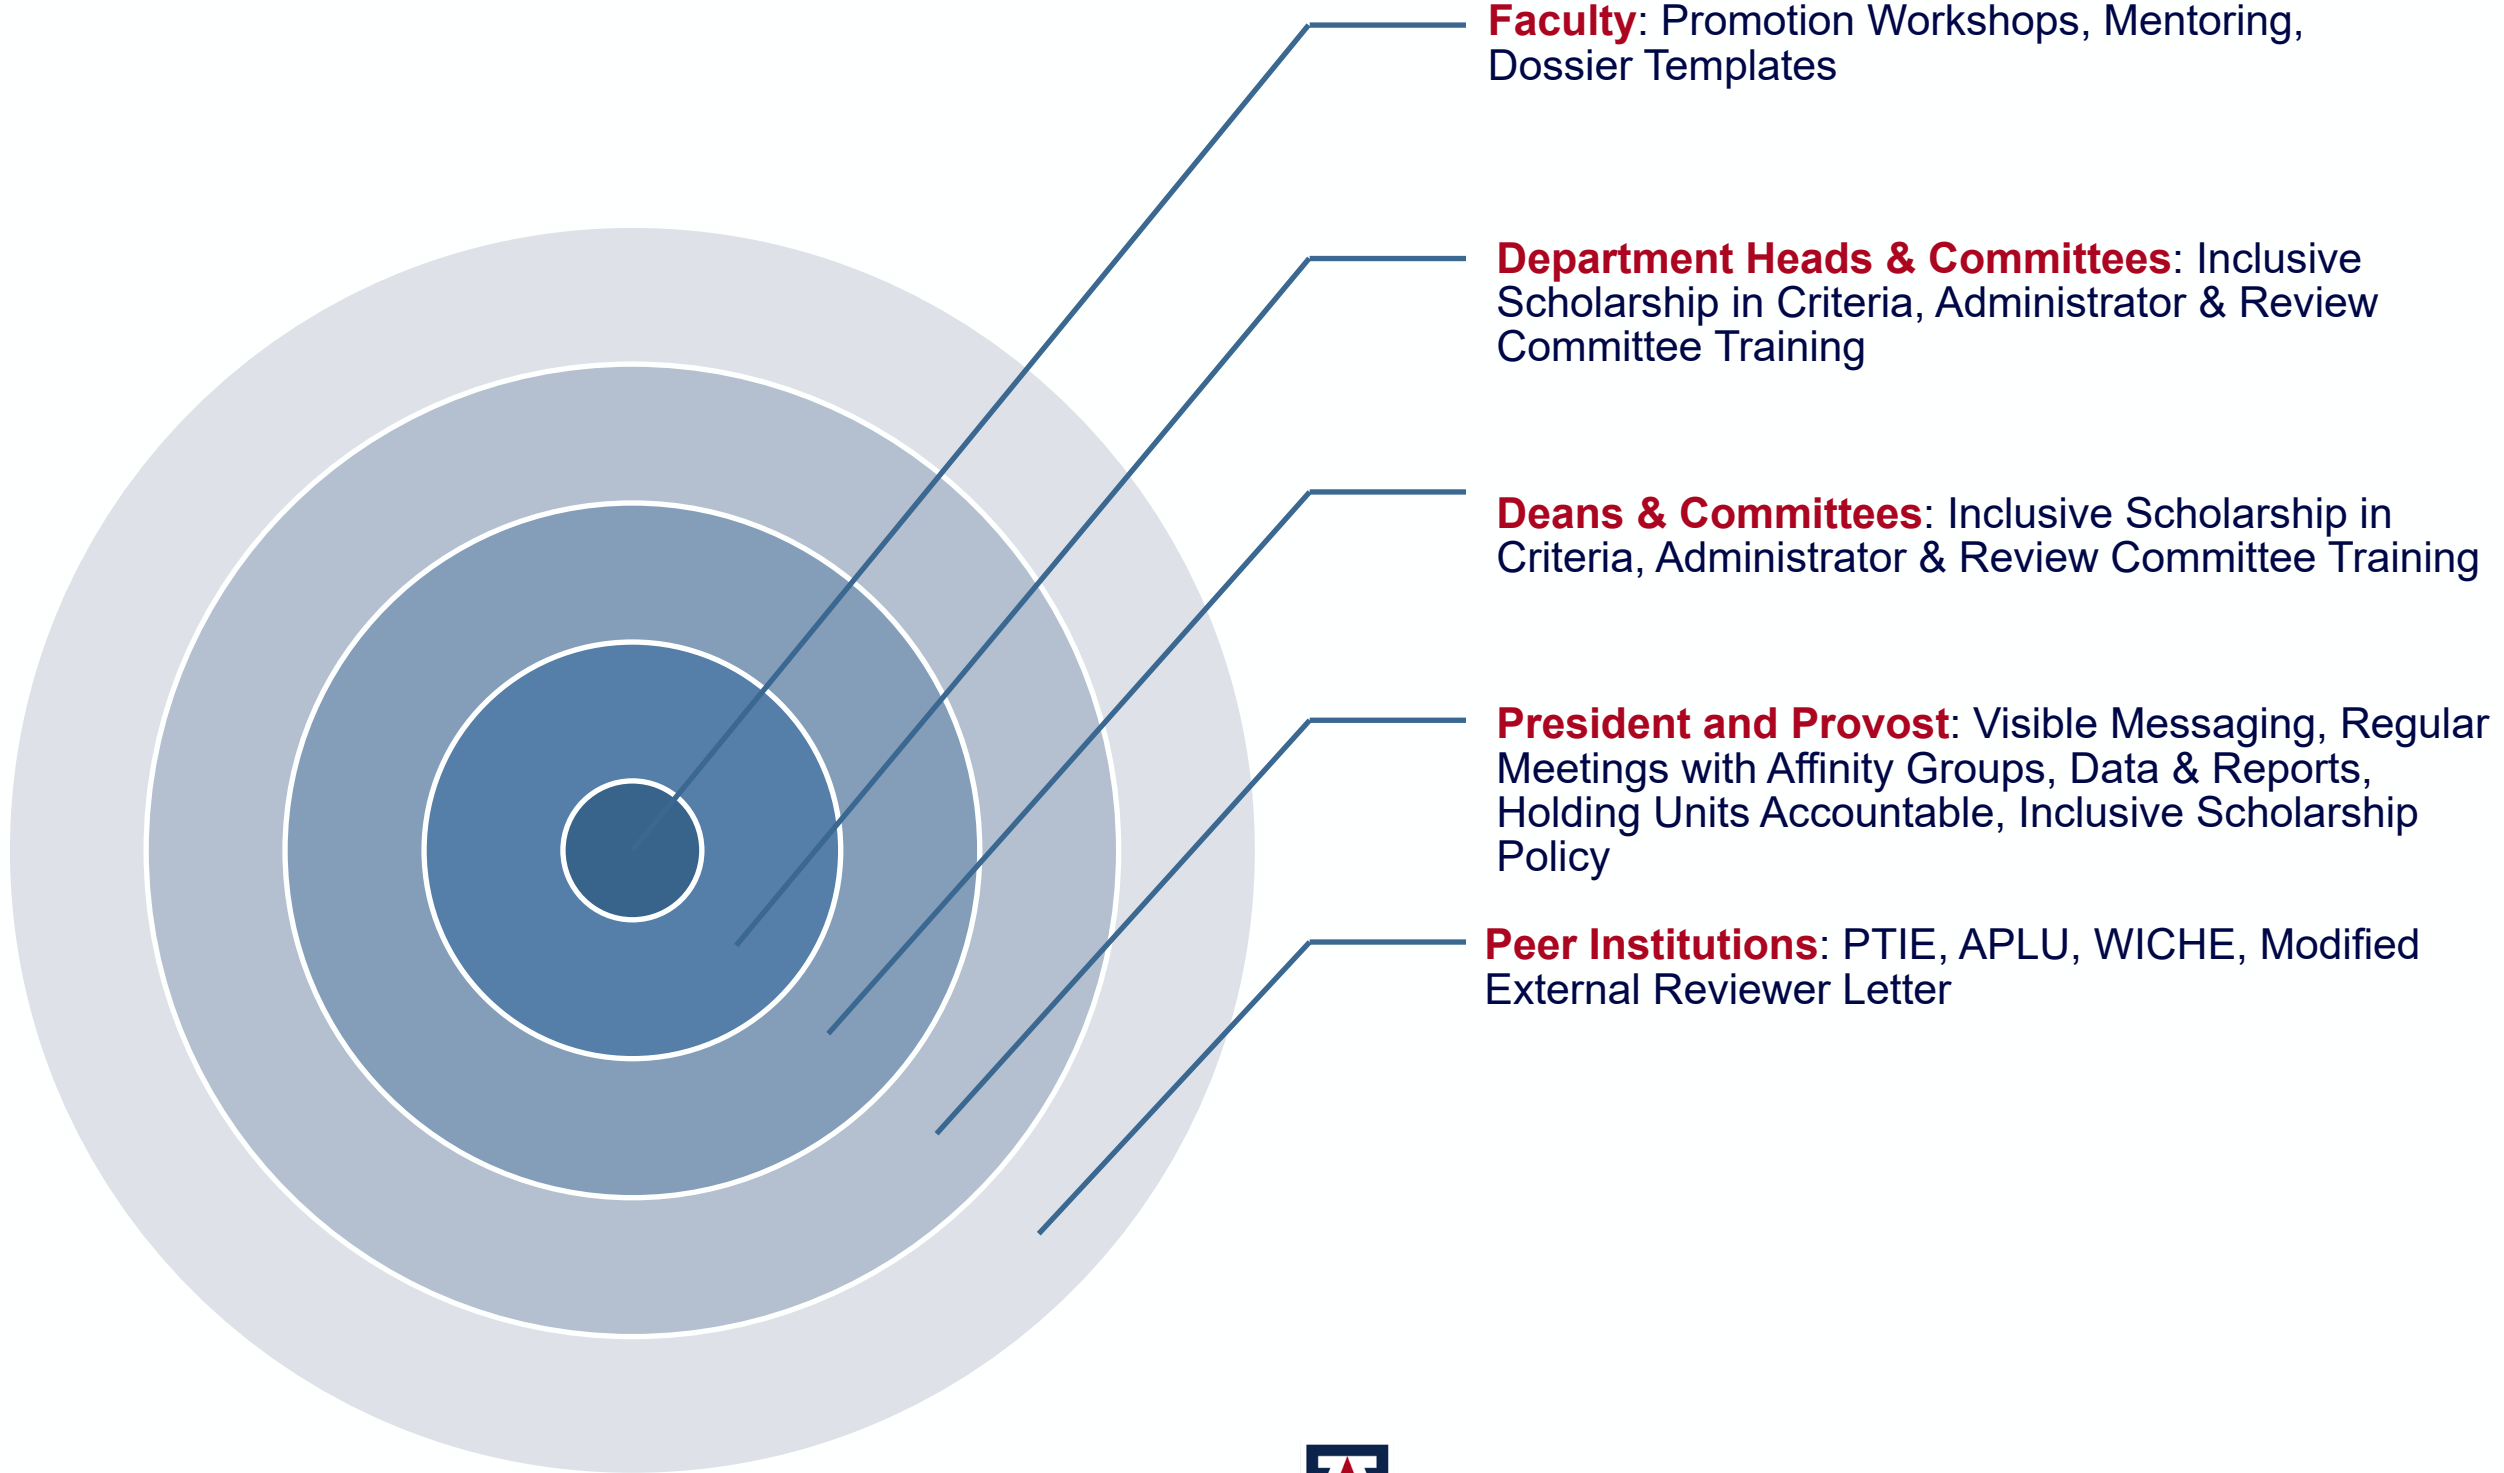 Faculty: Promotion Workshops, Mentoring,
Dossier Templates
Department Heads & Committees: Inclusive
Scholarship in Criteria, Administrator & Review
Committee Training
Deans & Committees: Inclusive Scholarship in
Criteria, Administrator & Review Committee Training
President and Provost: Visible Messaging, Regular
Meetings with Affinity Groups, Data & Reports,
Holding Units Accountable, Inclusive Scholarship
Policy
Peer Institutions: PTIE, APLU, WICHE, Modified
External Reviewer Letter